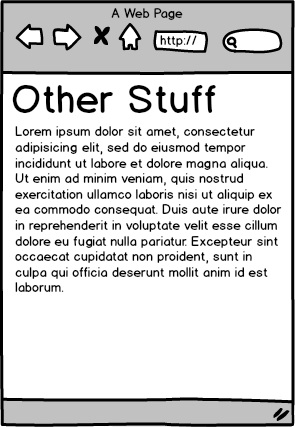 A Web Page
http://
Other Stuff
Lorem ipsum dolor sit amet, consectetur
adipisicing elit, sed do eiusmod tempor
incididunt ut labore et dolore magna aliqua.
Ut enim ad minim veniam, quis nostrud
exercitation ullamco laboris nisi ut aliquip ex
ea commodo consequat. Duis aute irure dolor
in reprehenderit in voluptate velit esse cillum
dolore eu fugiat nulla pariatur. Excepteur sint
occaecat cupidatat non proident, sunt in
culpa qui officia deserunt mollit anim id est
laborum.